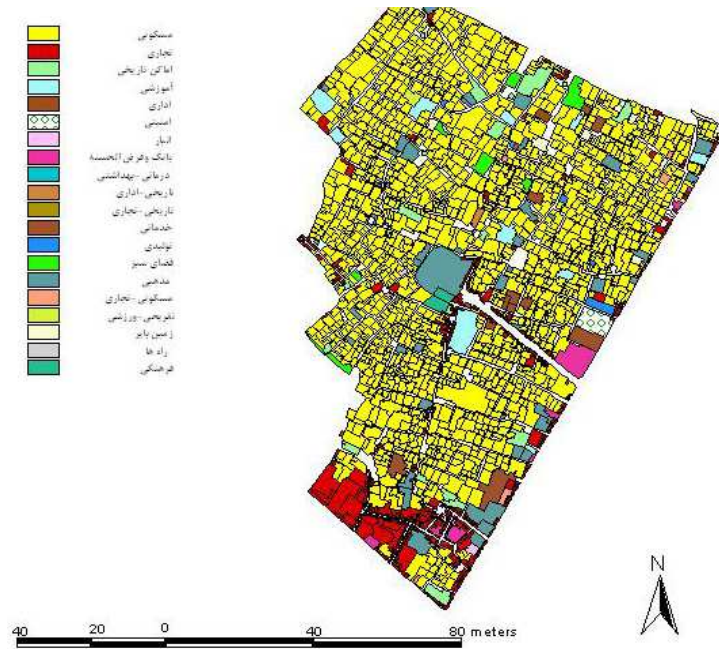 مسکونی
تجاری
اماکن تاریخی
آموزشی
اداری
امنیتی
انبار
بانک وقرض الحسنه
درمانی-بهداشتی
تاریخی-اداری
تاریخی-تجاری
خدماتی
تولیدی
فضای سبز
مذهبی
مسکونی-تجاری
تفریحی-ورزشی
زمین بایر
راه ها
فرهنگی
N
40 20 0 40 80 meters